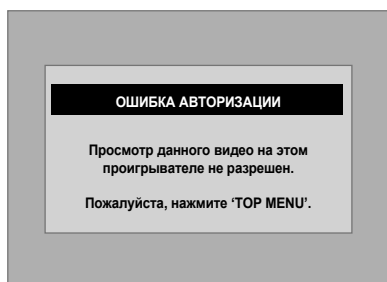 ОШИБКА АВТОРИЗАЦИИ
Просмотр данного видео на этом
проигрывателе не разрешен.
Пожалуйста, нажмите ‘TOP MENU’.